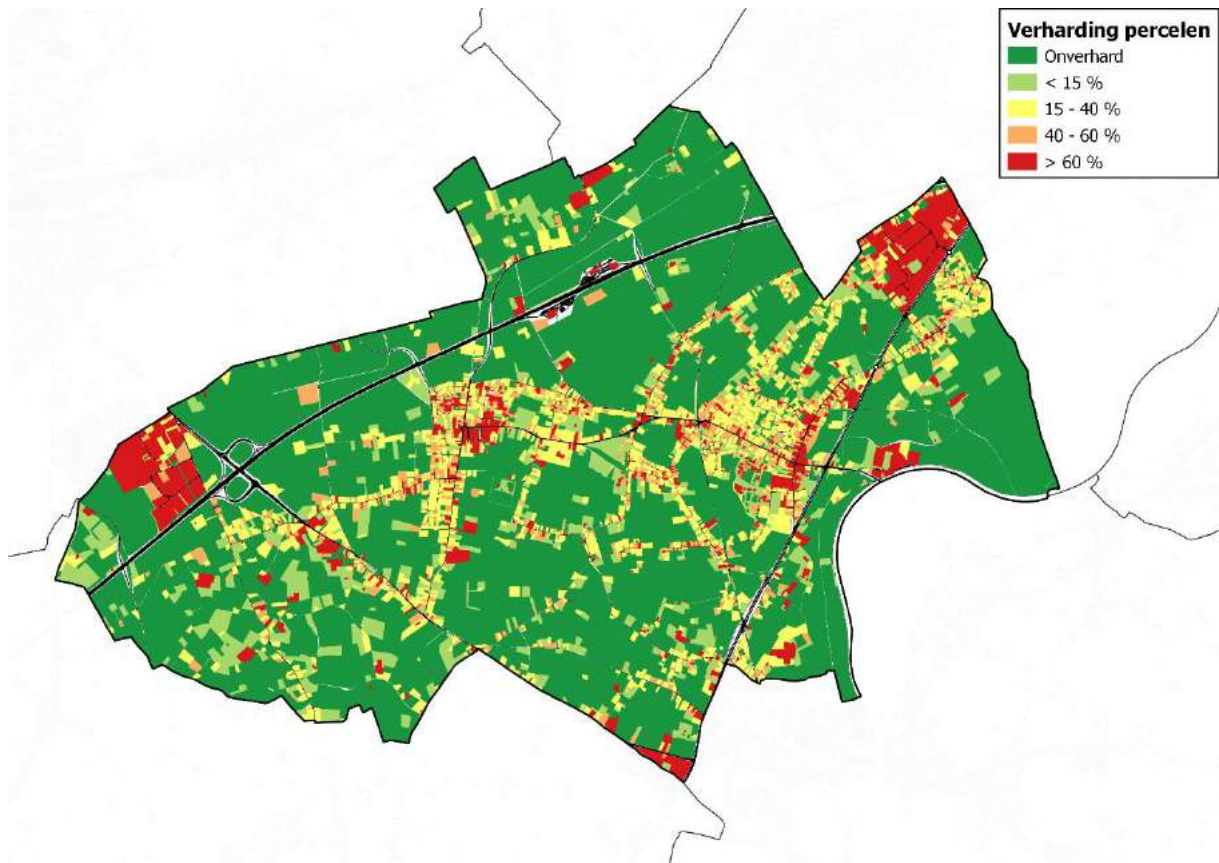 Verharding percelen
Onverhard
< 15 %
15 - 40 %
40 - 60 %
> 60 %